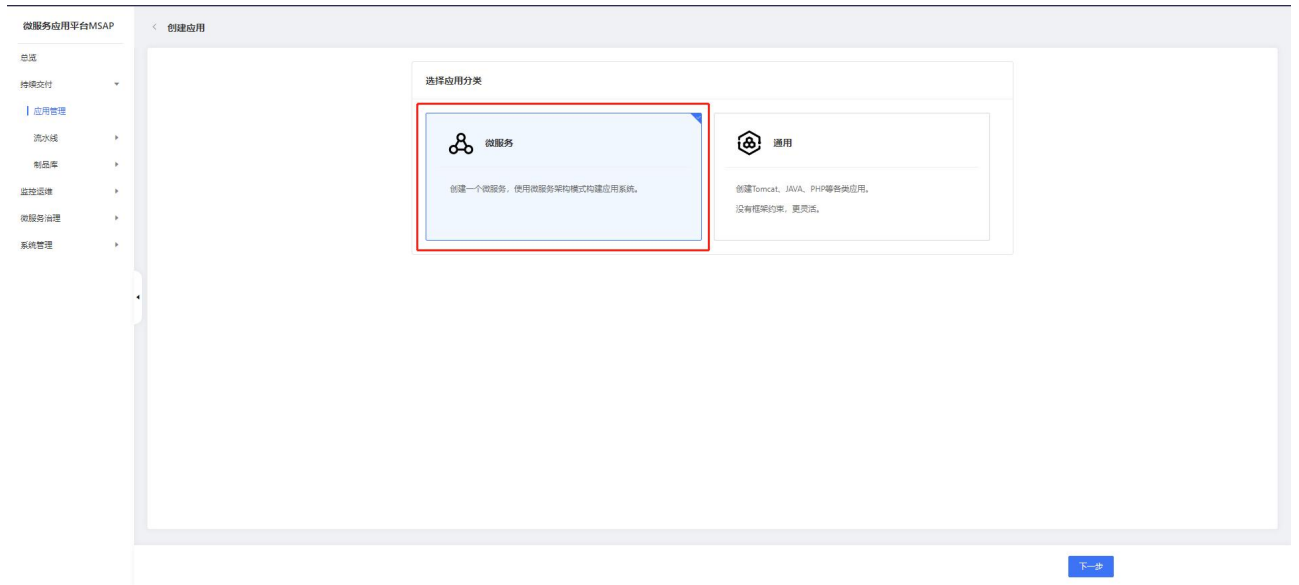 微服务应用平台MSAP
创建应用
总览
持续交付
应用管理
流水线
制品库
监控运维
微服务治理
系统管理
选择应用分类
微服务
创建一个微服务，使用微服务架构模式构建应用系统。
通用
创建Tomcat、JAVA、PHP等各类应用。
没有框架约束，更灵活。
下一步